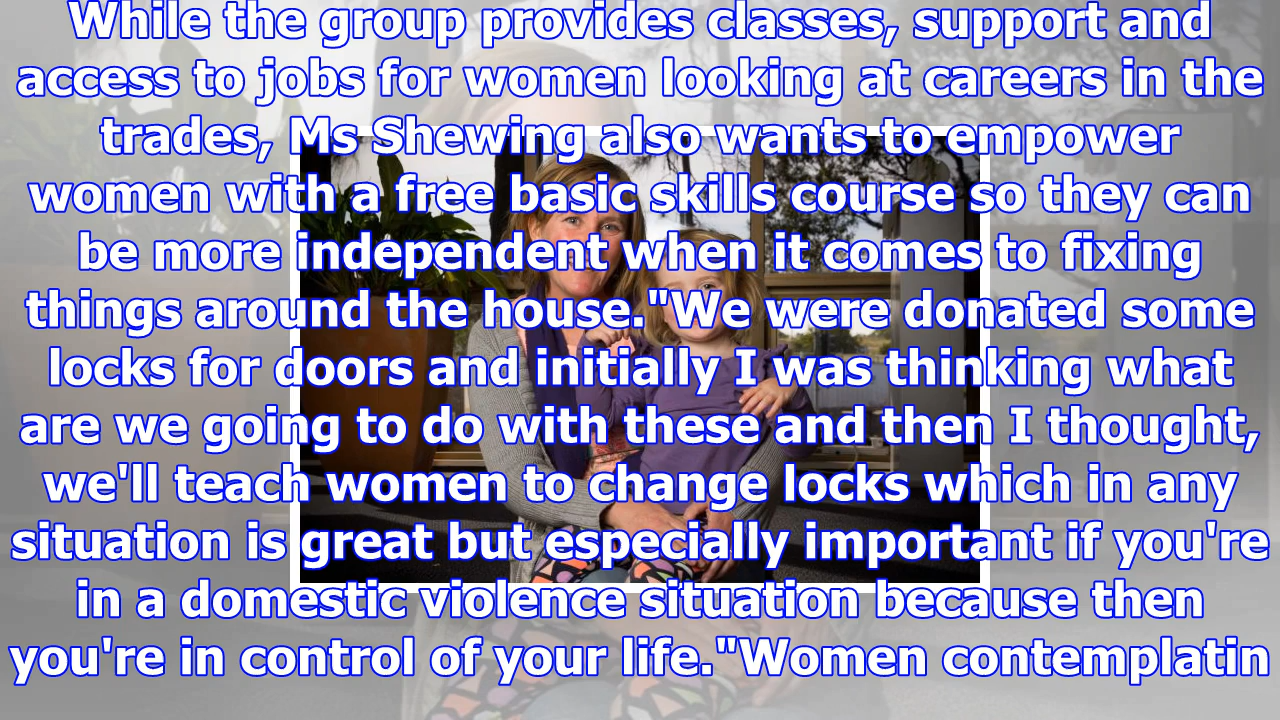 While the group provides classes, support and
access to jobs for women looking at careers in the
trades, Ms Shewing also wants to empower
women with a free basic skills course so they can
be more independent when it comes to fixing
things around the house. "We were donated some
locks for doors and initially I was thinking what
are we going to do with these and then I thought,
we'll teach women to change locks which in any
situation is great but especially important if you're
in a domestic violence situation because then
you're in control of your life."Women contemplatin